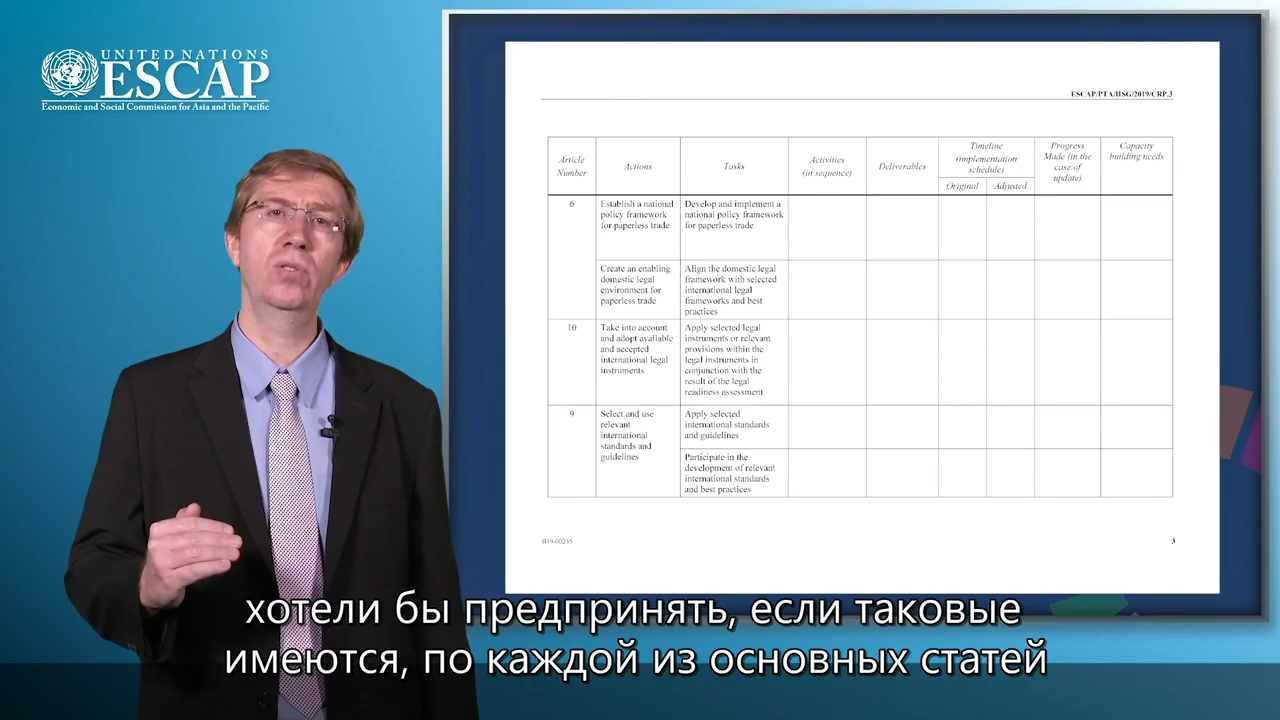 UNITED NATIONS
ESCAP
Economic and Social Commission for Asia and the Pacific
ESCAP/PTA/IISG/2019/CRP.3
Article
Number
Actions
Tasks
Activities
(in sequence)
Deliverables
Timeline
(implementation
schedule)
Original
Adjusted
Progress
Made (in the
case of
update)
Capacity
building needs
6
Establish a national
policy framework
for paperless trade
Develop and implement a
national policy framework
for paperless trade
Create an enabling
domestic legal
environment for
paperless trade
Align the domestic legal
framework with selected
international legal
frameworks and best
practices
10
Take into account
and adopt available
and accepted
international legal
instruments
Apply selected legal
instruments or relevant
provisions within the
legal instruments in
conjunction with the
result of the legal
readiness assessment
9
Select and use
relevant
international
standards and
guidelines
Apply selected
international standards
and guidelines
Participate in the
development of relevant
international standards
and best practices
B19-00235
3
хотели бы предпринять, если таковые
имеются, по каждой из основных статей